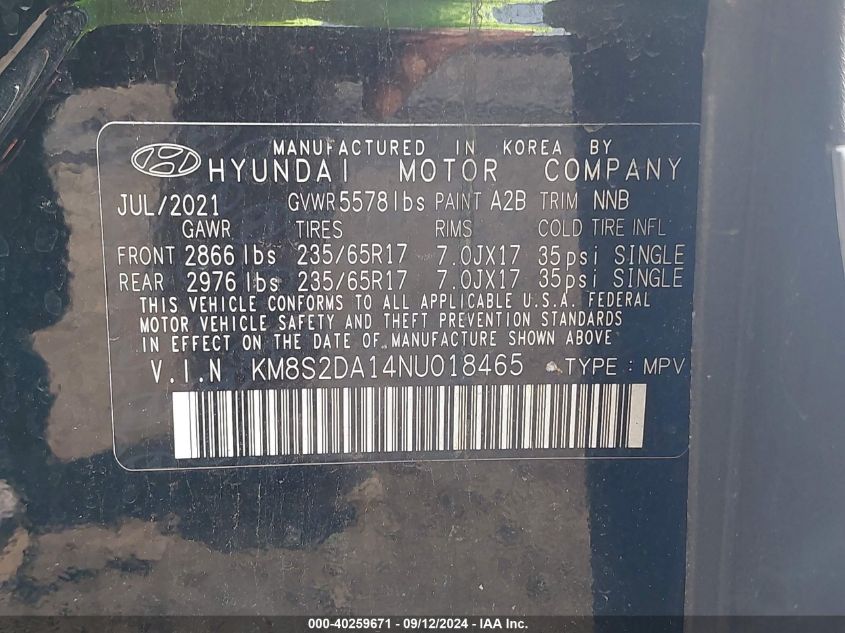 MANUFACTURED IN KOREA BY
HYUNDAI MOTOR COMPANY
JUL/2021 GVWR 5578lbs PAINT A2B TRIM NNB
GAWR TIRES RIMS COLD TIRE INFL
FRONT 2866 lbs 235/65R17 7.0JX17 35psi SINGLE
REAR 2976 lbs 235/65R17 7.0JX17 35psi SINGLE
THIS VEHICLE CONFORMS TO ALL APPLICABLE U.S.A. FEDERAL
MOTOR VEHICLE SAFETY AND THEFT PREVENTION STANDARDS
IN EFFECT ON THE DATE OF MANUFACTURE SHOWN ABOVE
V.I.N KM8S2DA14NU018465 TYPE : MPV
000-40259671 - 09/12/2024 - IAA Inc.